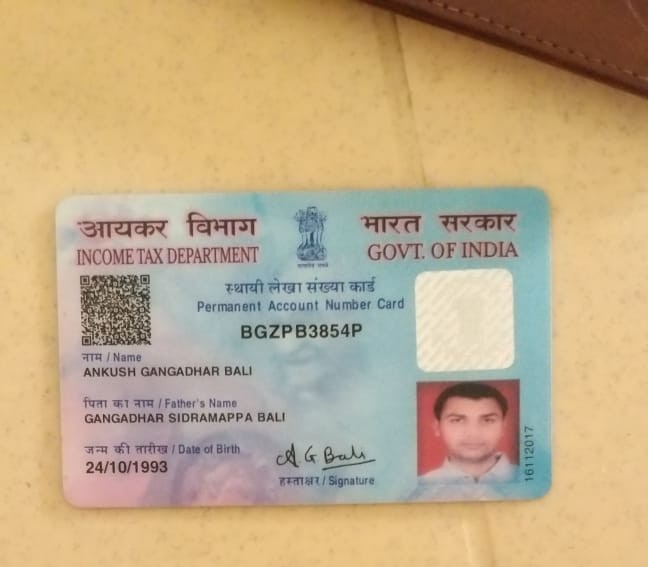 आयकर विभाग
INCOME TAX DEPARTMENT
भारत सरकार
GOVT. OF INDIA
सत्यमेव जयते
स्थायी लेखा संख्या कार्ड
Permanent Account Number Card
BGZPB3854P
नाम / Name
ANKUSH GANGADHAR BALI
पिता का नाम / Father's Name
GANGADHAR SIDRAMAPPA BALI
जन्म की तारीख / Date of Birth
24/10/1993
A G Bali
हस्ताक्षर / Signature
16112017